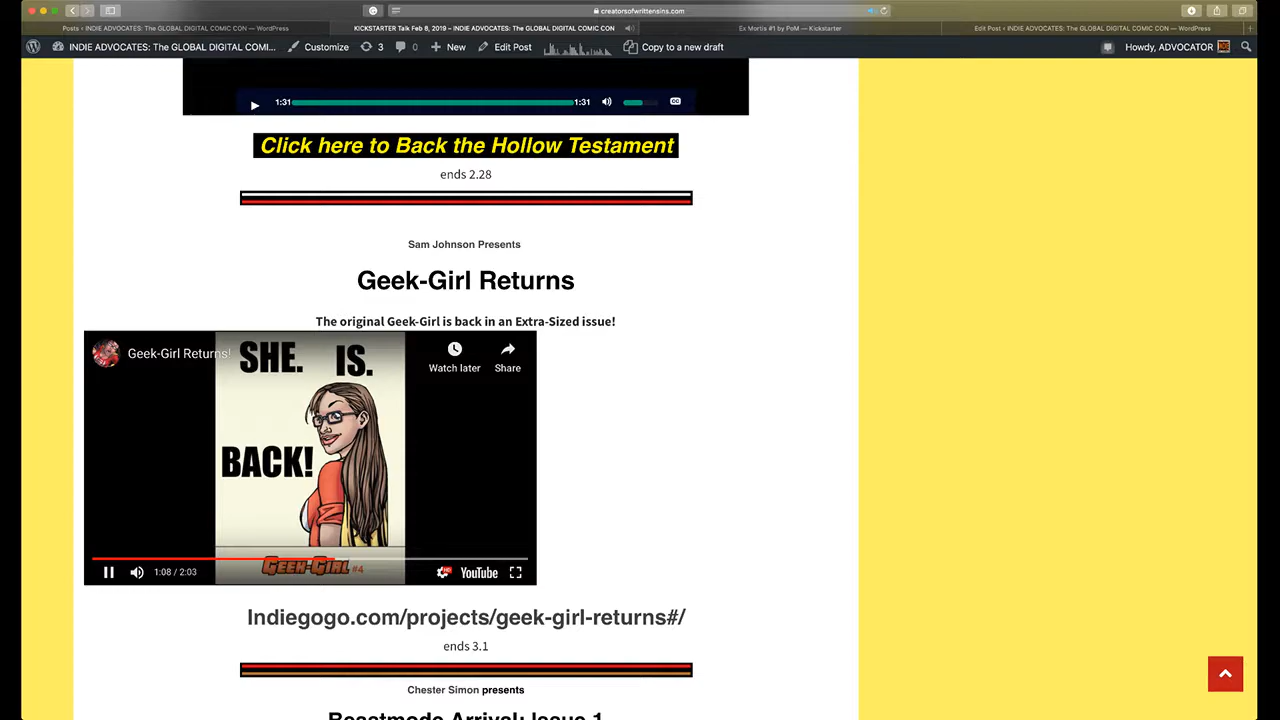 creatorsofwrittensins.com
Posts ‹ INDIE ADVOCATES: The GLOBAL DIGITAL COMIC CON — WordPress
KICKSTARTER Talk Feb 8, 2019 – INDIE ADVOCATES: The GLOBAL DIGITAL COMIC CON
Ex Mortis #1 by PoM — Kickstarter
Edit Post ‹ INDIE ADVOCATES: The GLOBAL DIGITAL COMIC CON — WordPress
INDIE ADVOCATES: The GLOBAL DIGITAL COMI... Customize 3 0 New Edit Post Copy to a new draft Howdy, ADVOCATOR
1:31 1:31 CC
Click here to Back the Hollow Testament
ends 2.28
Sam Johnson Presents
Geek-Girl Returns
The original Geek-Girl is back in an Extra-Sized issue!
Geek-Girl Returns!
SHE. IS.
Watch later Share
BACK!
GEEK-GIRL #4
1:08 / 2:03 HD YouTube
Indiegogo.com/projects/geek-girl-returns#/
ends 3.1
Chester Simon presents
Beastmode Arrival: Issue 1